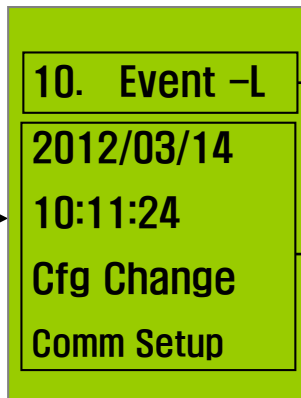 10. Event –L
2012/03/14
10:11:24
Cfg Change
Comm Setup